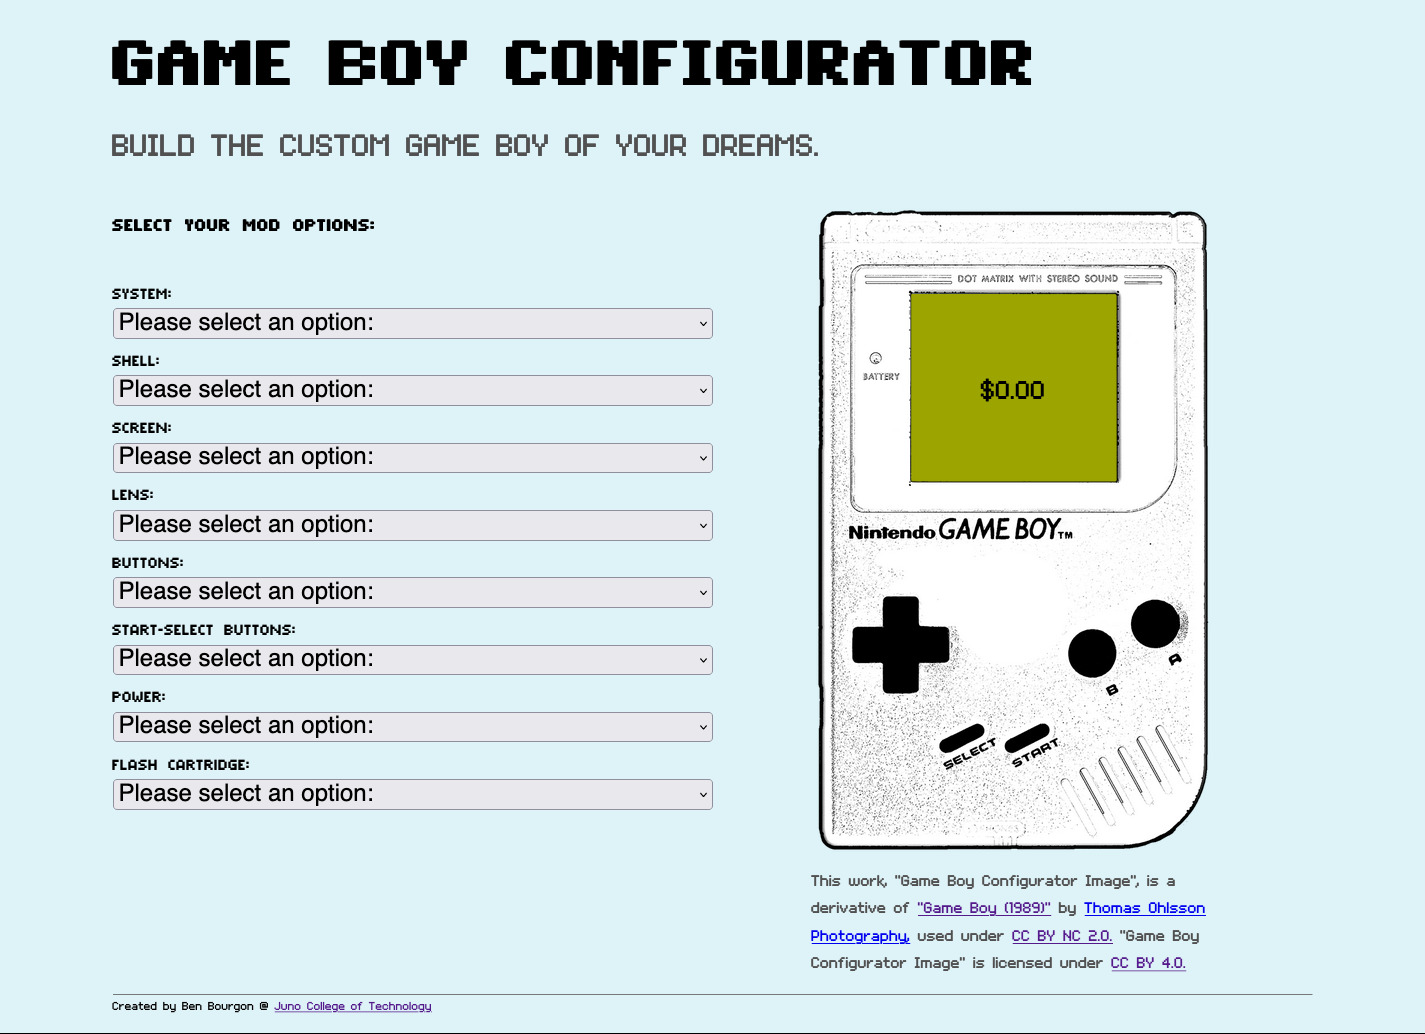 GAME BOY CONFIGURATOR
BUILD THE CUSTOM GAME BOY OF YOUR DREAMS.
SELECT YOUR MOD OPTIONS:
SYSTEM:
Please select an option:
SHELL:
Please select an option:
SCREEN:
Please select an option:
LENS:
Please select an option:
BUTTONS:
Please select an option:
START-SELECT BUTTONS:
Please select an option:
POWER:
Please select an option:
FLASH CARTRIDGE:
Please select an option:
DOT MATRIX WITH STEREO SOUND
BATTERY
$0.00
Nintendo GAME BOY™
A
B
SELECT
START
This work, "Game Boy Configurator Image", is a
derivative of "Game Boy (1989)" by Thomas Ohlsson
Photography, used under CC BY NC 2.0. "Game Boy
Configurator Image" is licensed under CC BY 4.0.
Created by Ben Bourgon @ Juno College of Technology